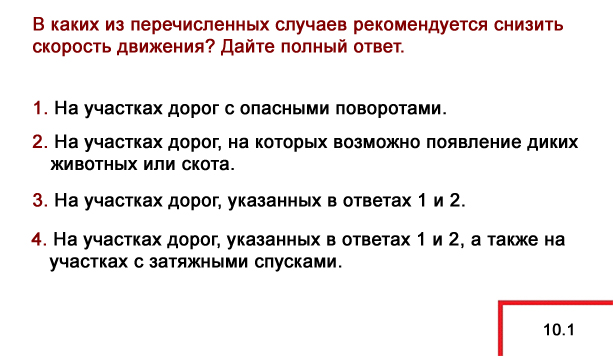 В каких из перечисленных случаев рекомендуется снизить
скорость движения? Дайте полный ответ.
1. На участках дорог с опасными поворотами.
2. На участках дорог, на которых возможно появление диких
животных или скота.
3. На участках дорог, указанных в ответах 1 и 2.
4. На участках дорог, указанных в ответах 1 и 2, а также на
участках с затяжными спусками.
10.1